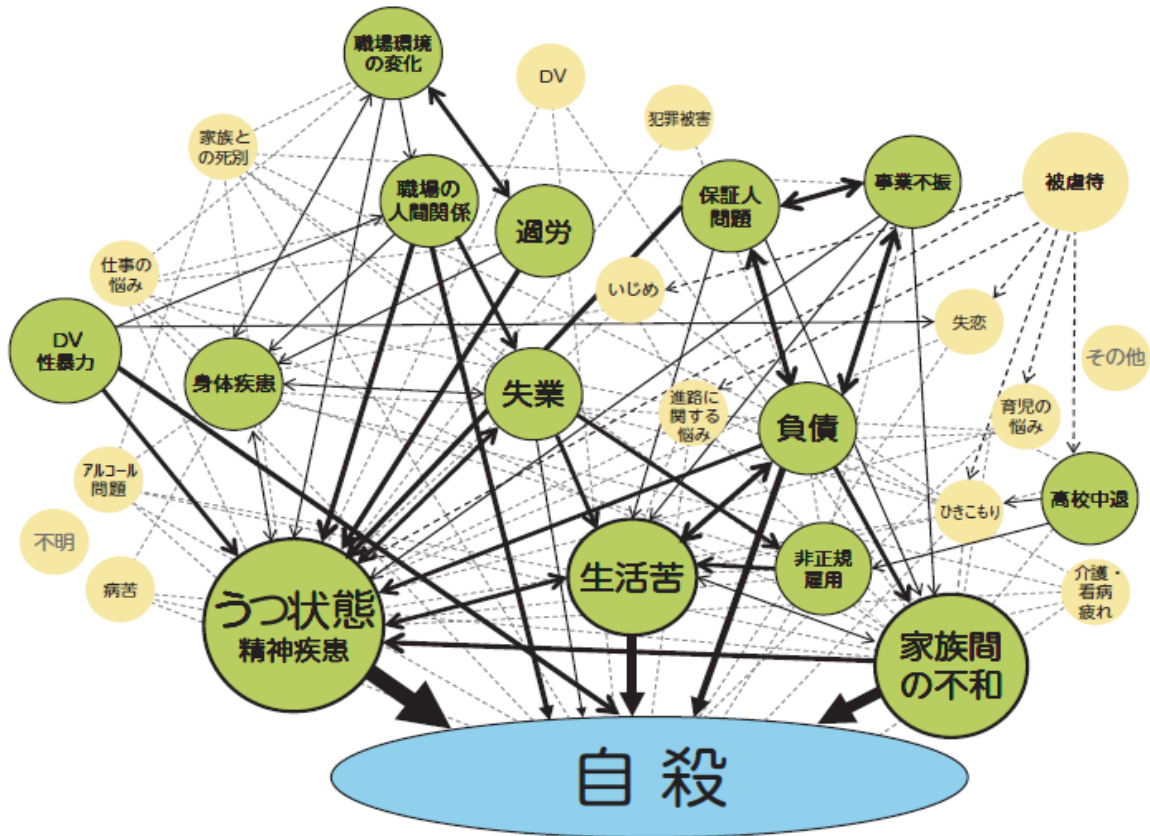 職場環境
の変化
DV
犯罪被害
家族と
の死別
職場の
人間関係
過労
保証人
問題
事業不振
被虐待
仕事の
悩み
いじめ
DV
性暴力
失恋
その他
身体疾患
失業
進路に
関する
悩み
負債
育児の
悩み
アルコール
問題
ひきこもり
高校中退
不明
病苦
うつ状態
精神疾患
生活苦
非正規
雇用
介護・
看病
疲れ
家族間
の不和
自殺